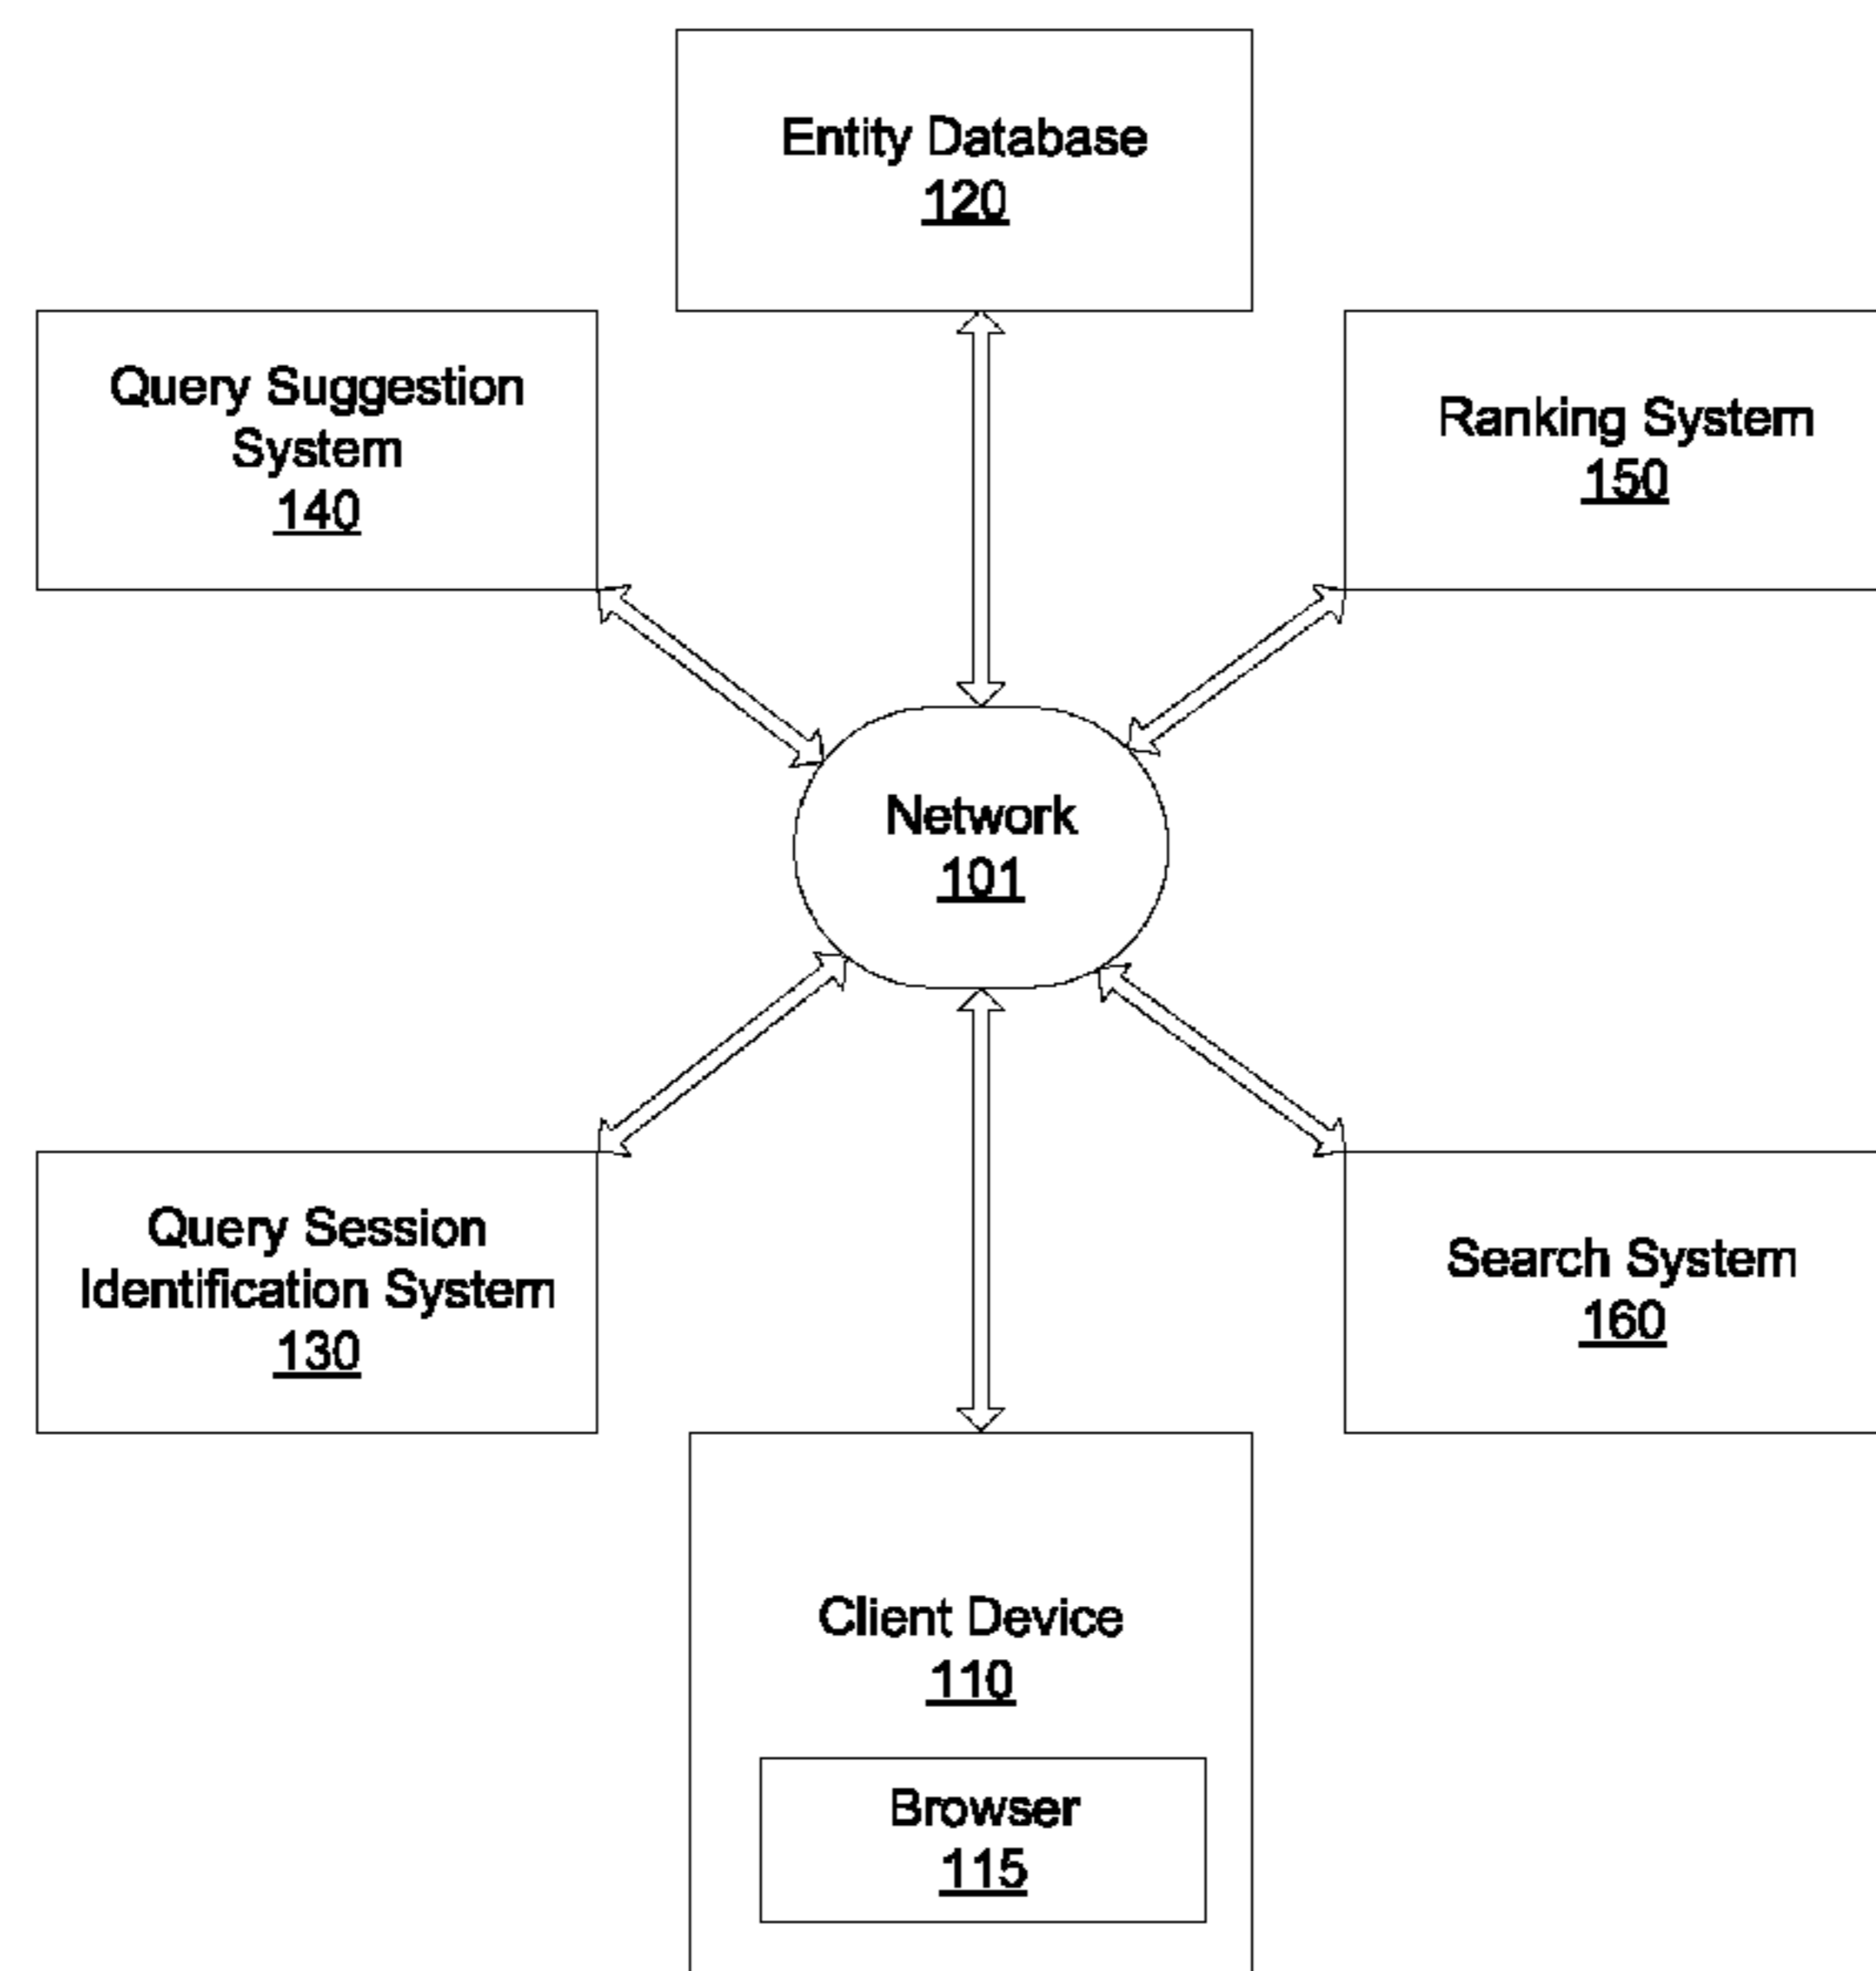 Entity Database
120
Query Suggestion
System
140
Ranking System
150
Network
101
Query Session
Identification System
130
Search System
160
Client Device
110
Browser
115